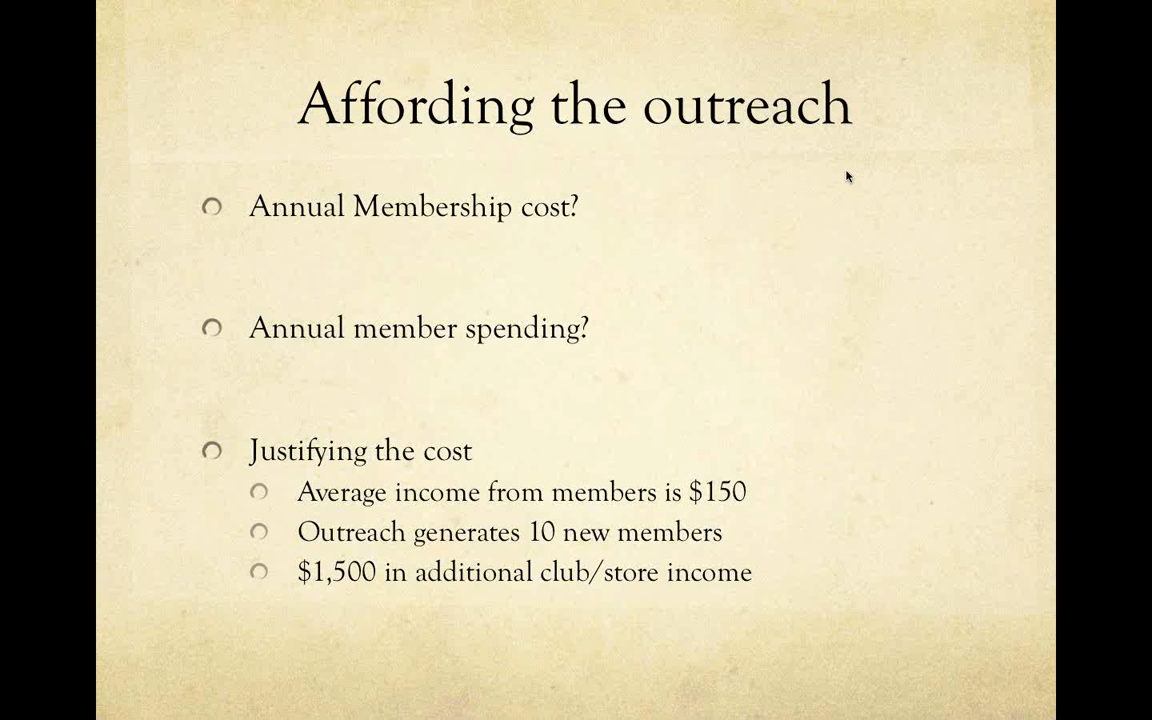 Affording the outreach
Annual Membership cost?
Annual member spending?
Justifying the cost
Average income from members is $150
Outreach generates 10 new members
$1,500 in additional club/store income